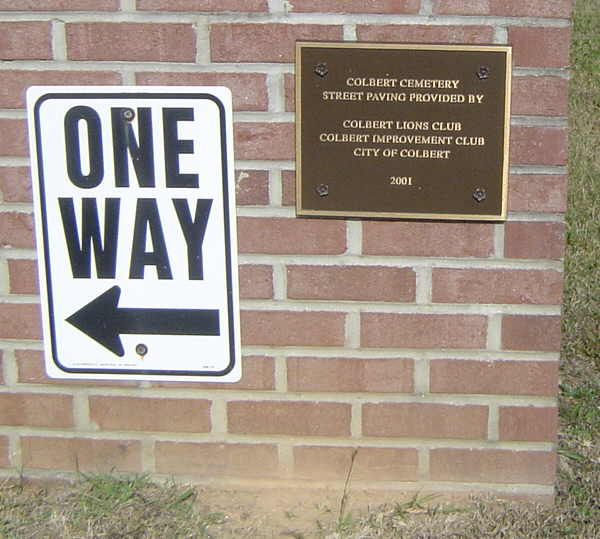 ONE
WAY
COLBERT CEMETERY
STREET PAVING PROVIDED BY
COLBERT LIONS CLUB
COLBERT IMPROVEMENT CLUB
CITY OF COLBERT
2001